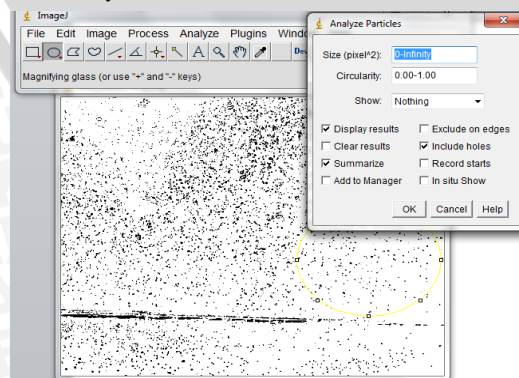 ImageJ
File Edit Image Process Analyze Plugins
A
Magnifying glass (or use "+" and "-" keys)
Analyze Particles
Size (pixel^2): 0-Infinity
Circularity: 0.00-1.00
Show: Nothing
Display results Exclude on edges
Clear results Include holes
Summarize Record starts
Add to Manager In situ Show
OK Cancel Help